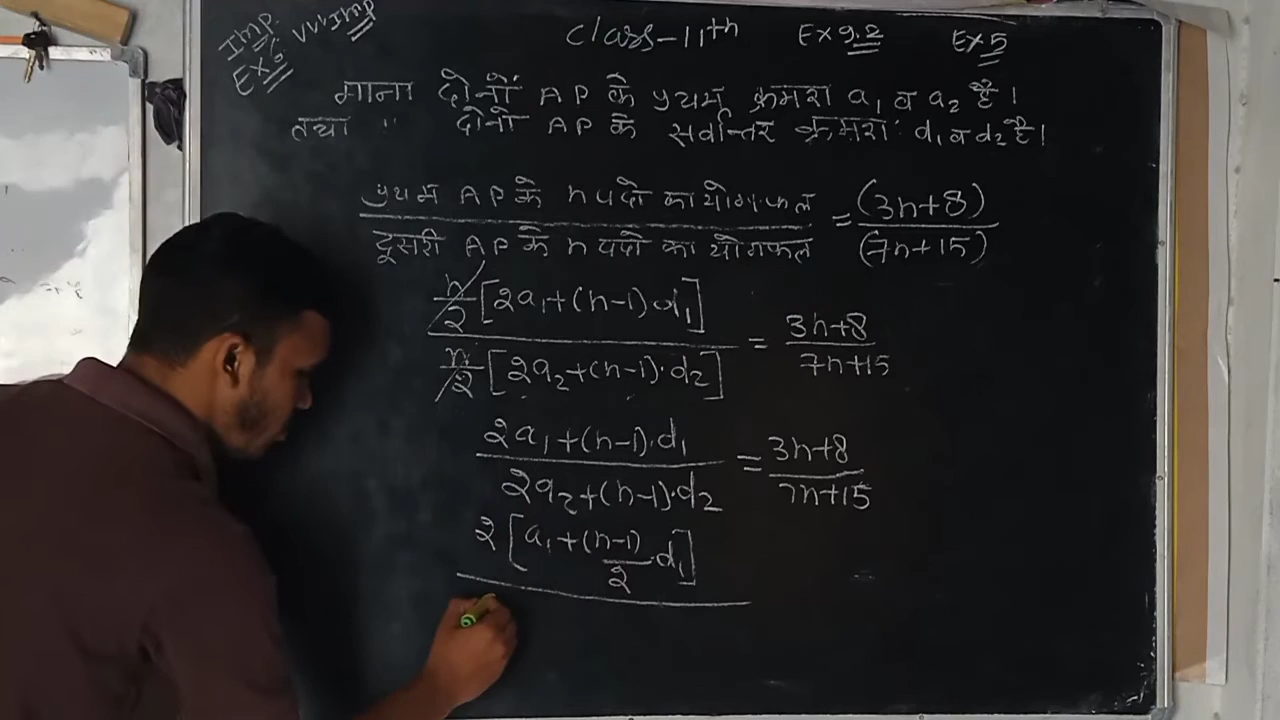 Imp. VV.Imp
Ex 6
Class-11th Ex 9.2 Ex 5
माना दोनों AP के प्रथम क्रमशः a₁ व a₂ है।
तथा " दोनो AP के सर्वान्तर क्रमशः d₁ व d₂ है।
प्रथम AP के n पदो का योगफल / दूसरी AP के n पदो का योगफल = (3n+8) / (7n+15)
n/2 [2a₁+(n-1)d₁] / n/2 [2a₂+(n-1)·d₂] = 3n+8 / 7n+15
2a₁+(n-1)·d₁ / 2a₂+(n-1)·d₂ = 3n+8 / 7n+15
2[a₁+(n-1)/2·d₁]